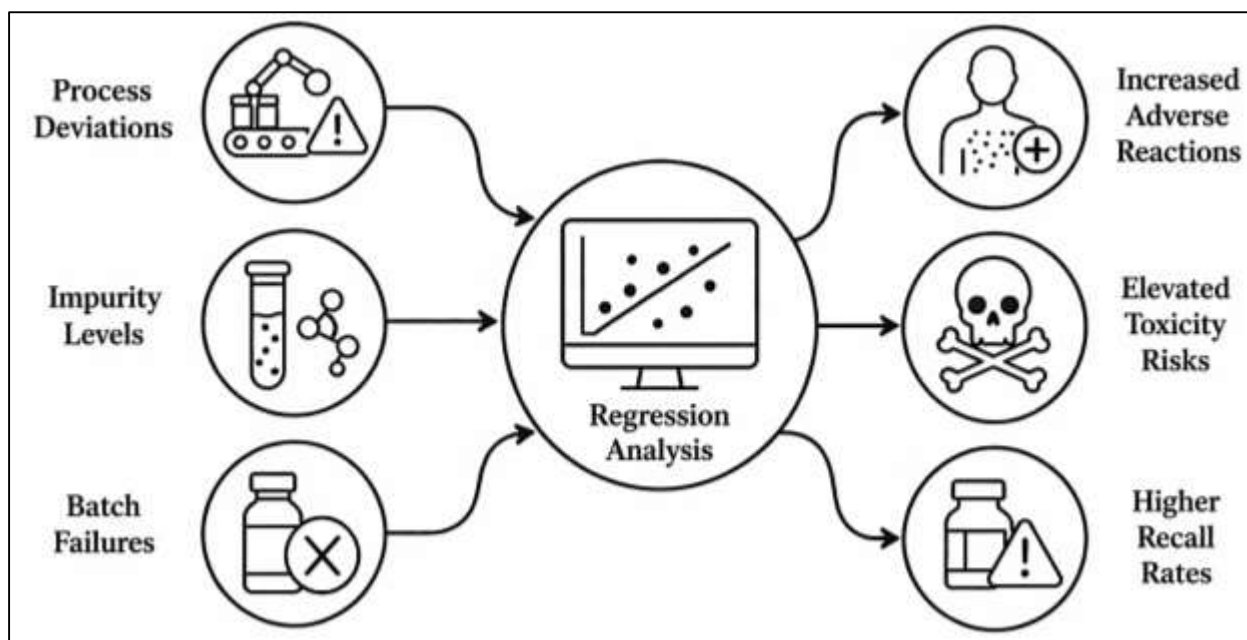 Process
Deviations
Impurity
Levels
Batch
Failures
Regression
Analysis
Increased
Adverse
Reactions
Elevated
Toxicity
Risks
Higher
Recall
Rates